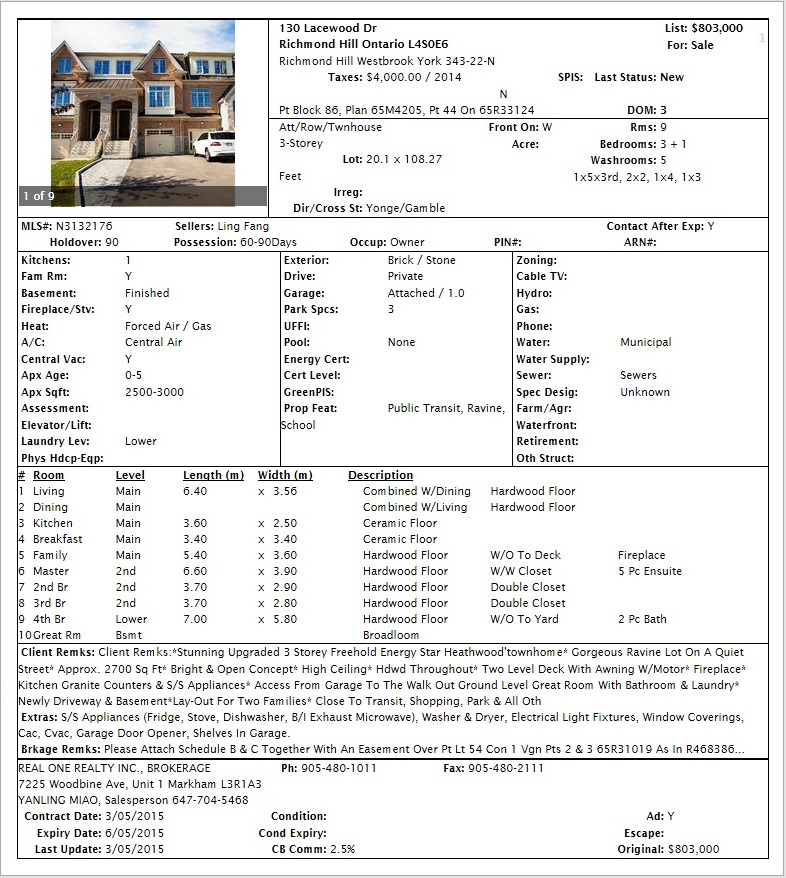 130 Lacewood Dr List: $803,000
1
Richmond Hill Ontario L4S0E6 For: Sale
Richmond Hill Westbrook York 343-22-N
Taxes: $4,000.00 / 2014 SPIS: Last Status: New
N
Pt Block 86, Plan 65M4205, Pt 44 On 65R33124 DOM: 3
Att/Row/Twnhouse Front On: W Rms: 9
3-Storey Acre: Bedrooms: 3 + 1
Lot: 20.1 x 108.27 Washrooms: 5
Feet 1x5x3rd, 2x2, 1x4, 1x3
Irreg:
Dir/Cross St: Yonge/Gamble
1 of 9
MLS#: N3132176 Sellers: Ling Fang Contact After Exp: Y
Holdover: 90 Possession: 60-90Days Occup: Owner PIN#: ARN#:
Kitchens: 1 Exterior: Brick / Stone Zoning:
Fam Rm: Y Drive: Private Cable TV:
Basement: Finished Garage: Attached / 1.0 Hydro:
Fireplace/Stv: Y Park Spcs: 3 Gas:
Heat: Forced Air / Gas UFFI: Phone:
A/C: Central Air Pool: None Water: Municipal
Central Vac: Y Energy Cert: Water Supply:
Apx Age: 0-5 Cert Level: Sewer: Sewers
Apx Sqft: 2500-3000 GreenPIS: Spec Desig: Unknown
Assessment: Prop Feat: Public Transit, Ravine, Farm/Agr:
Elevator/Lift: School Waterfront:
Laundry Lev: Lower Retirement:
Phys Hdcp-Eqp: Oth Struct:
# Room Level Length (m) Width (m) Description
1 Living Main 6.40 x 3.56 Combined W/Dining Hardwood Floor
2 Dining Main Combined W/Living Hardwood Floor
3 Kitchen Main 3.60 x 2.50 Ceramic Floor
4 Breakfast Main 3.40 x 3.40 Ceramic Floor
5 Family Main 5.40 x 3.60 Hardwood Floor W/O To Deck Fireplace
6 Master 2nd 6.60 x 3.90 Hardwood Floor W/W Closet 5 Pc Ensuite
7 2nd Br 2nd 3.70 x 2.90 Hardwood Floor Double Closet
8 3rd Br 2nd 3.70 x 2.80 Hardwood Floor Double Closet
9 4th Br Lower 7.00 x 5.80 Hardwood Floor W/O To Yard 2 Pc Bath
10 Great Rm Bsmt Broadloom
Client Remks: Client Remks:*Stunning Upgraded 3 Storey Freehold Energy Star Heathwood'townhome* Gorgeous Ravine Lot On A Quiet
Street* Approx. 2700 Sq Ft* Bright & Open Concept* High Ceiling* Hdwd Throughout* Two Level Deck With Awning W/Motor* Fireplace*
Kitchen Granite Counters & S/S Appliances* Access From Garage To The Walk Out Ground Level Great Room With Bathroom & Laundry*
Newly Driveway & Basement*Lay-Out For Two Families* Close To Transit, Shopping, Park & All Oth
Extras: S/S Appliances (Fridge, Stove, Dishwasher, B/I Exhaust Microwave), Washer & Dryer, Electrical Light Fixtures, Window Coverings,
Cac, Cvac, Garage Door Opener, Shelves In Garage.
Brkage Remks: Please Attach Schedule B & C Together With An Easement Over Pt Lt 54 Con 1 Vgn Pts 2 & 3 65R31019 As In R468386...
REAL ONE REALTY INC., BROKERAGE Ph: 905-480-1011 Fax: 905-480-2111
7225 Woodbine Ave, Unit 1 Markham L3R1A3
YANLING MIAO, Salesperson 647-704-5468
Contract Date: 3/05/2015 Condition: Ad: Y
Expiry Date: 6/05/2015 Cond Expiry: Escape:
Last Update: 3/05/2015 CB Comm: 2.5% Original: $803,000